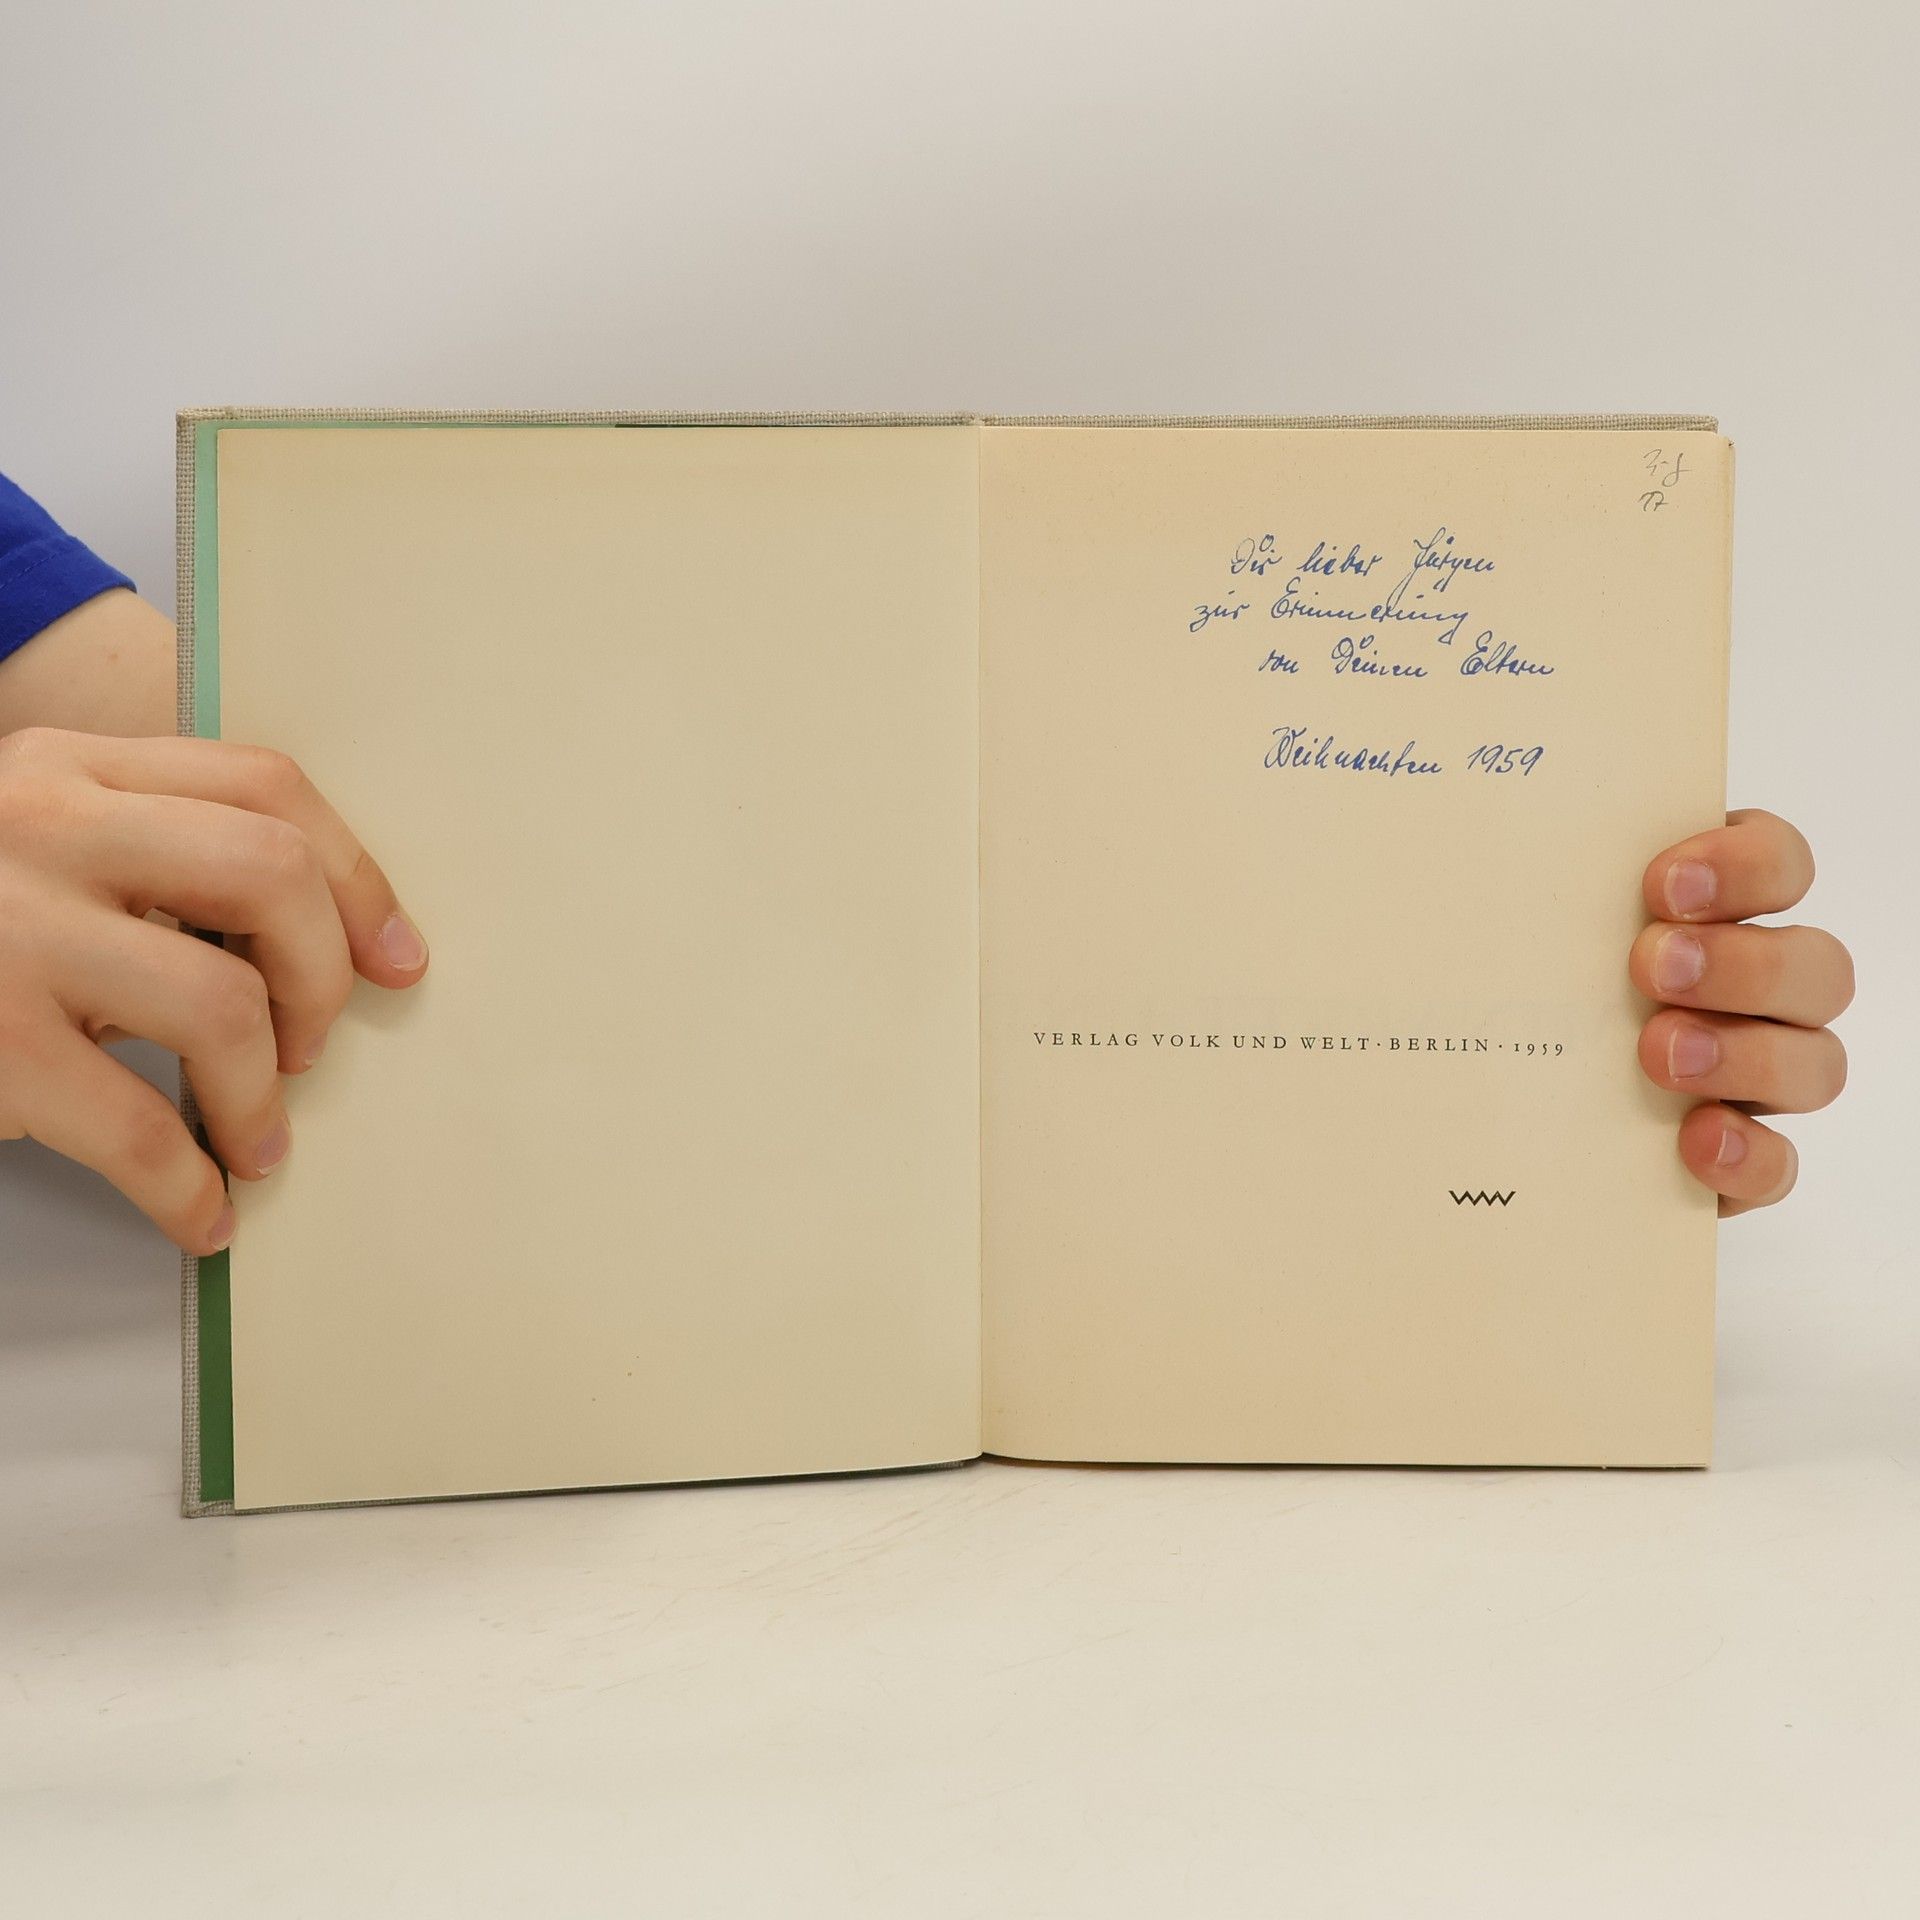 Dir lieber Jürgen
zur Erinnerung
von Deinen Eltern
Weihnachten 1959
VERLAG VOLK UND WELT · BERLIN · 1959